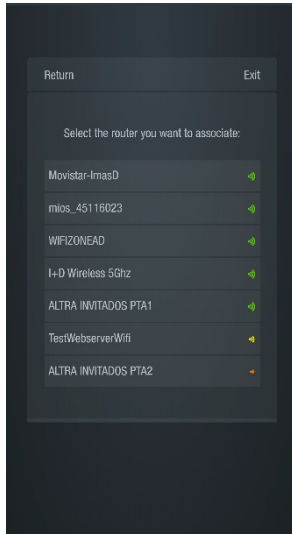 Return Exit
Select the router you want to associate:
Movistar-ImasD
mios_45116023
WIFIZONEAD
I+D Wireless 5Ghz
ALTRA INVITADOS PTA1
TestWebserverWifi
ALTRA INVITADOS PTA2